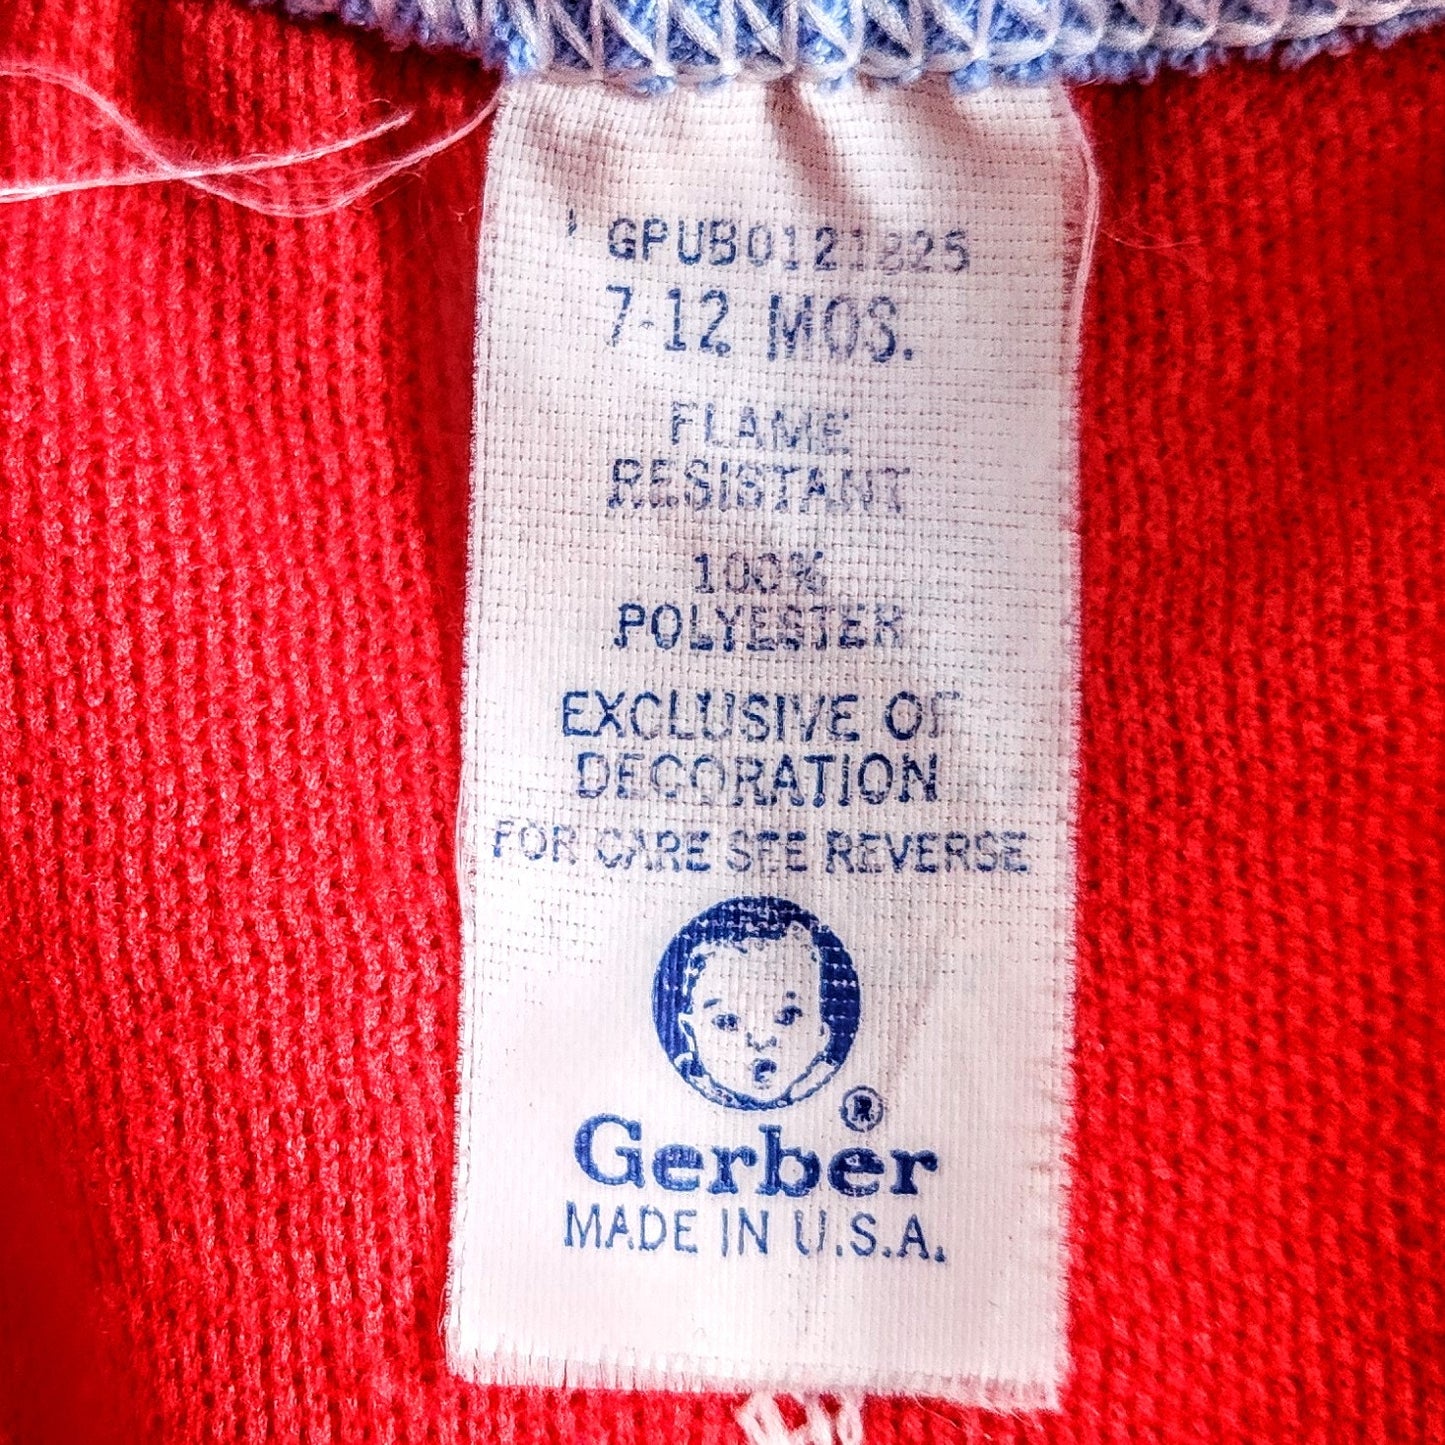 GPUB0121825
7-12 MOS.
FLAME
RESISTANT
100%
POLYESTER
EXCLUSIVE OF
DECORATION
FOR CARE SEE REVERSE
®
Gerber
MADE IN U.S.A.